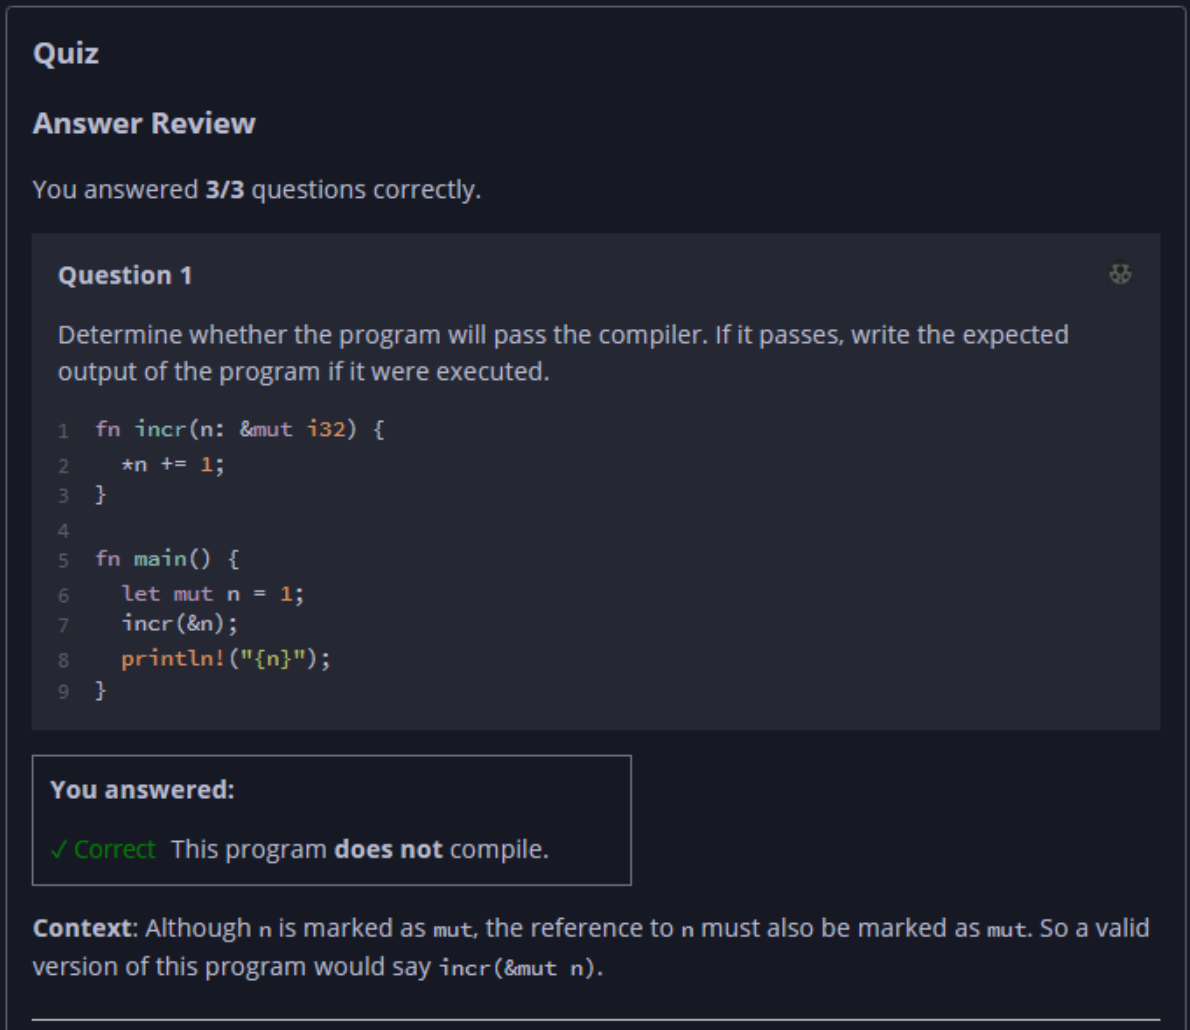 Quiz
Answer Review
You answered 3/3 questions correctly.
Question 1
Determine whether the program will pass the compiler. If it passes, write the expected
output of the program if it were executed.
1 fn incr(n: &mut i32) {
2   *n += 1;
3 }
4
5 fn main() {
6   let mut n = 1;
7   incr(&n);
8   println!("{n}");
9 }
You answered:
✓ Correct This program does not compile.
Context: Although n is marked as mut, the reference to n must also be marked as mut. So a valid
version of this program would say incr(&mut n).